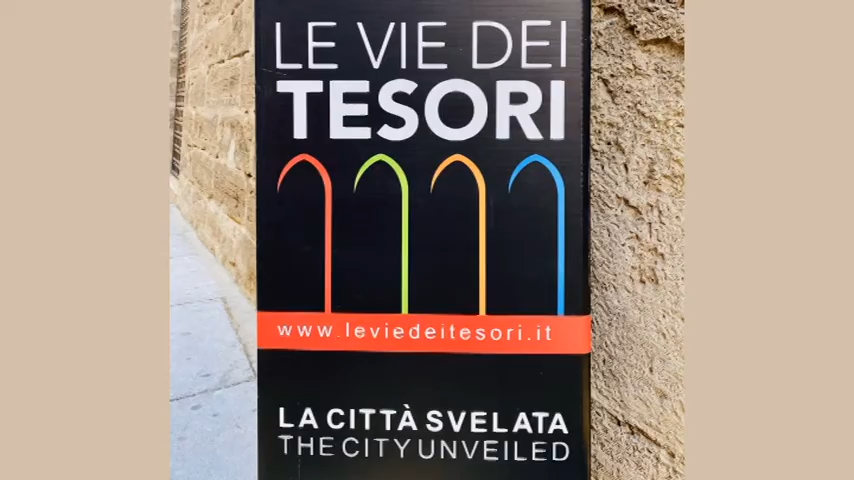 LE VIE DEI
TESORI
www.leviedeitesori.it
LA CITTÀ SVELATA
THE CITY UNVEILED